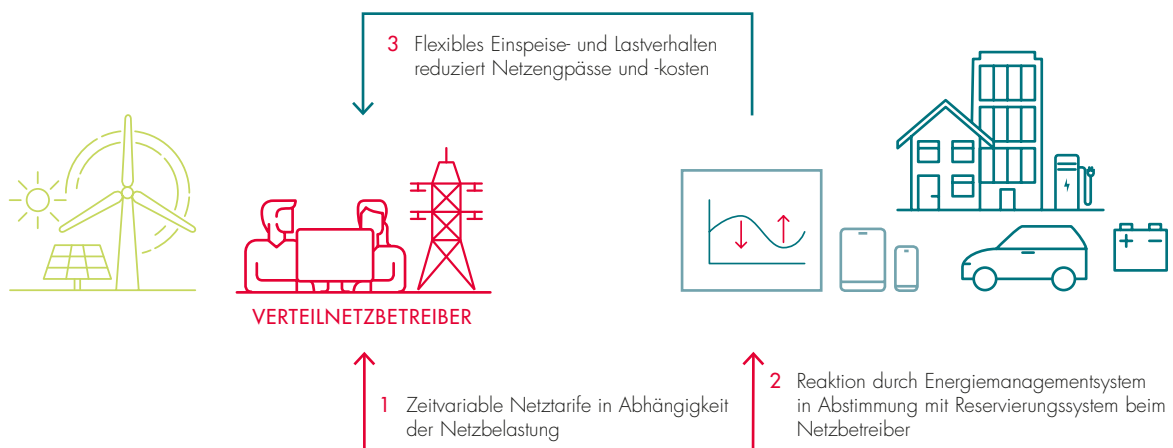 3 Flexibles Einspeise- und Lastverhalten
reduziert Netzengpässe und -kosten
VERTEILNETZBETREIBER
1 Zeitvariable Netztarife in Abhängigkeit
der Netzbelastung
2 Reaktion durch Energiemanagementsystem
in Abstimmung mit Reservierungssystem beim
Netzbetreiber